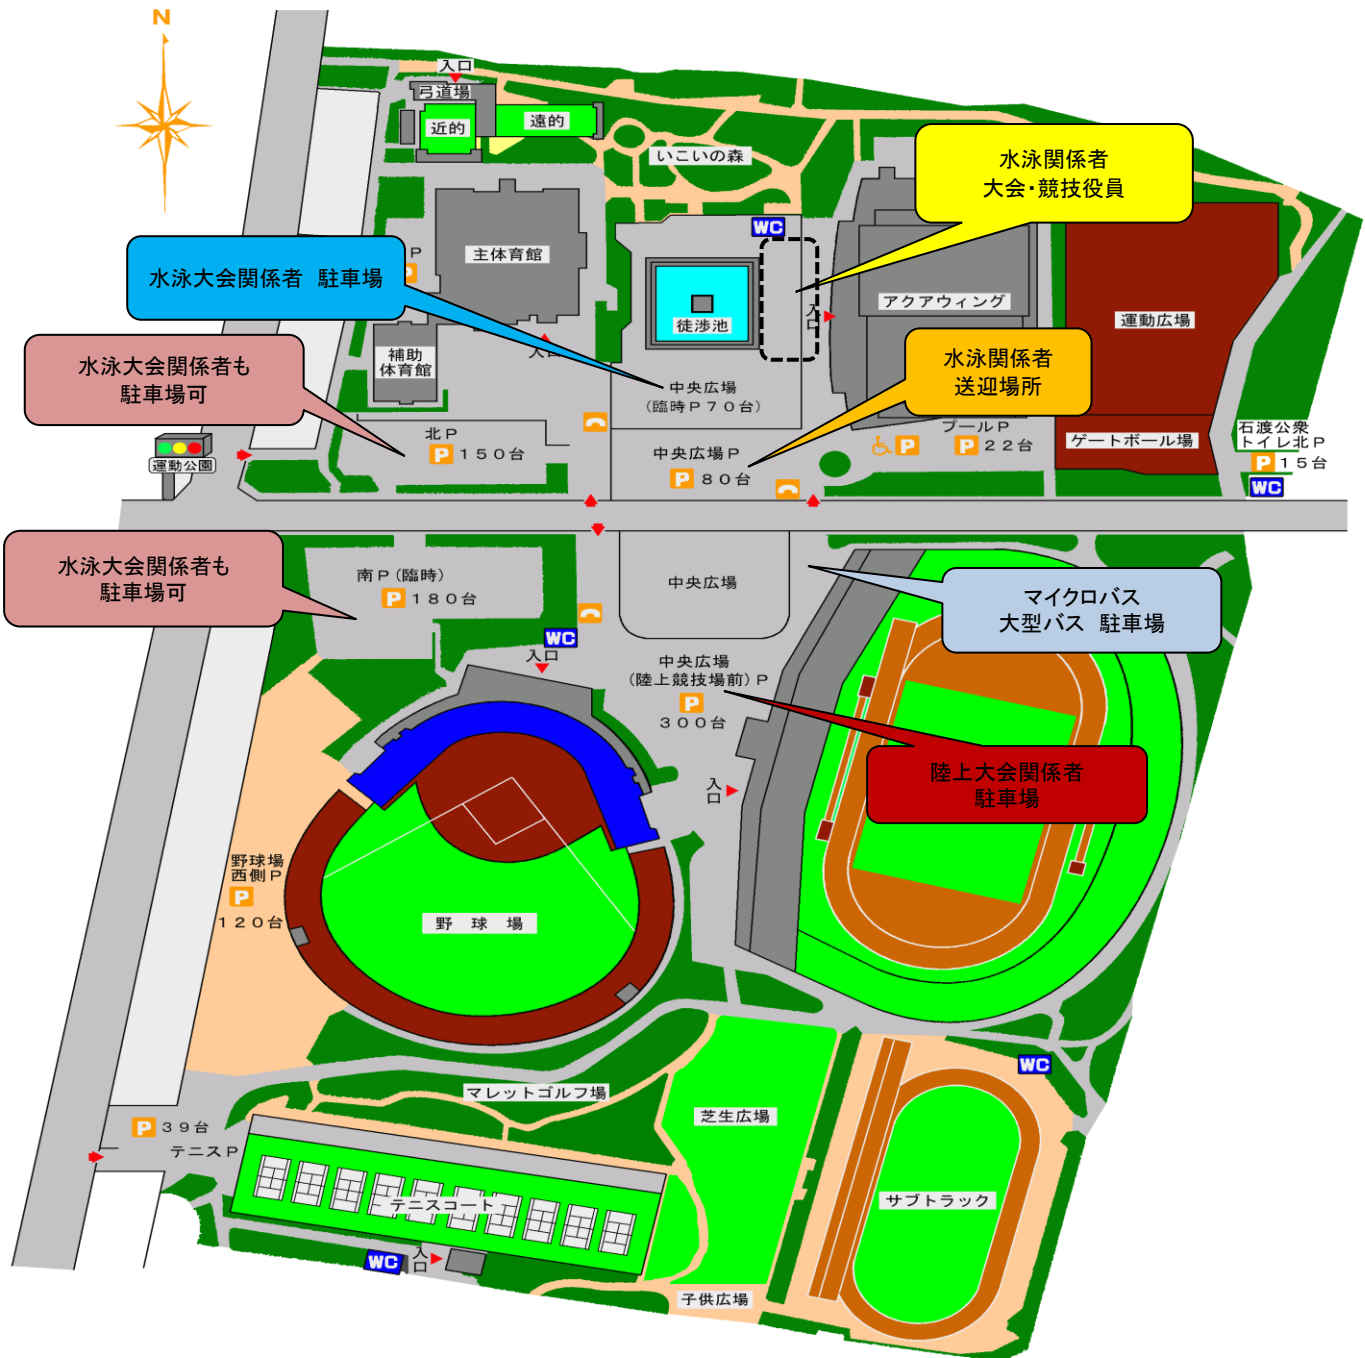 N
入口
弓道場
近的
遠的
いこいの森
水泳関係者
大会・競技役員
WC
P
P
主体育館
水泳大会関係者　駐車場
アクアウィング
入口
運動広場
徒渉池
入口
補助
体育館
水泳大会関係者も
駐車場可
水泳関係者
送迎場所
中央広場
(臨時P70台)
北P
P 150台
中央広場P
P 80台
プールP
P
P 22台
ゲートボール場
石渡公衆
トイレ北P
P 15台
WC
運動公園
水泳大会関係者も
駐車場可
南P(臨時)
P 180台
中央広場
マイクロバス
大型バス　駐車場
WC
入口
中央広場
(陸上競技場前)P
P
300台
陸上大会関係者
駐車場
入口
野球場
西側P
P
120台
野　球　場
WC
マレットゴルフ場
芝生広場
P 39台
テニスP
テニスコート
サブトラック
WC
入口
子供広場